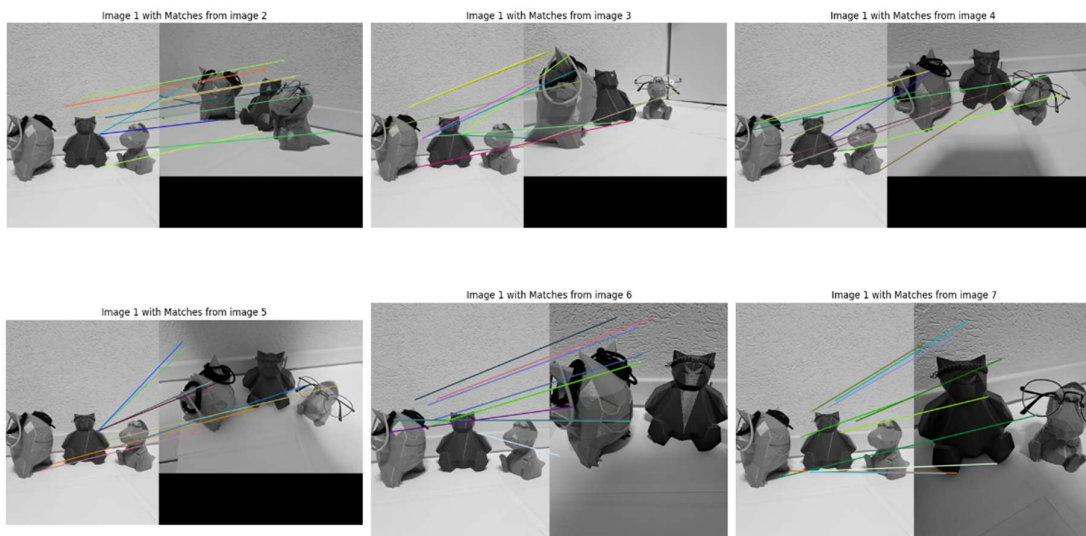 Image 1 with Matches from image 2
Image 1 with Matches from image 3
Image 1 with Matches from image 4
Image 1 with Matches from image 5
Image 1 with Matches from image 6
Image 1 with Matches from image 7